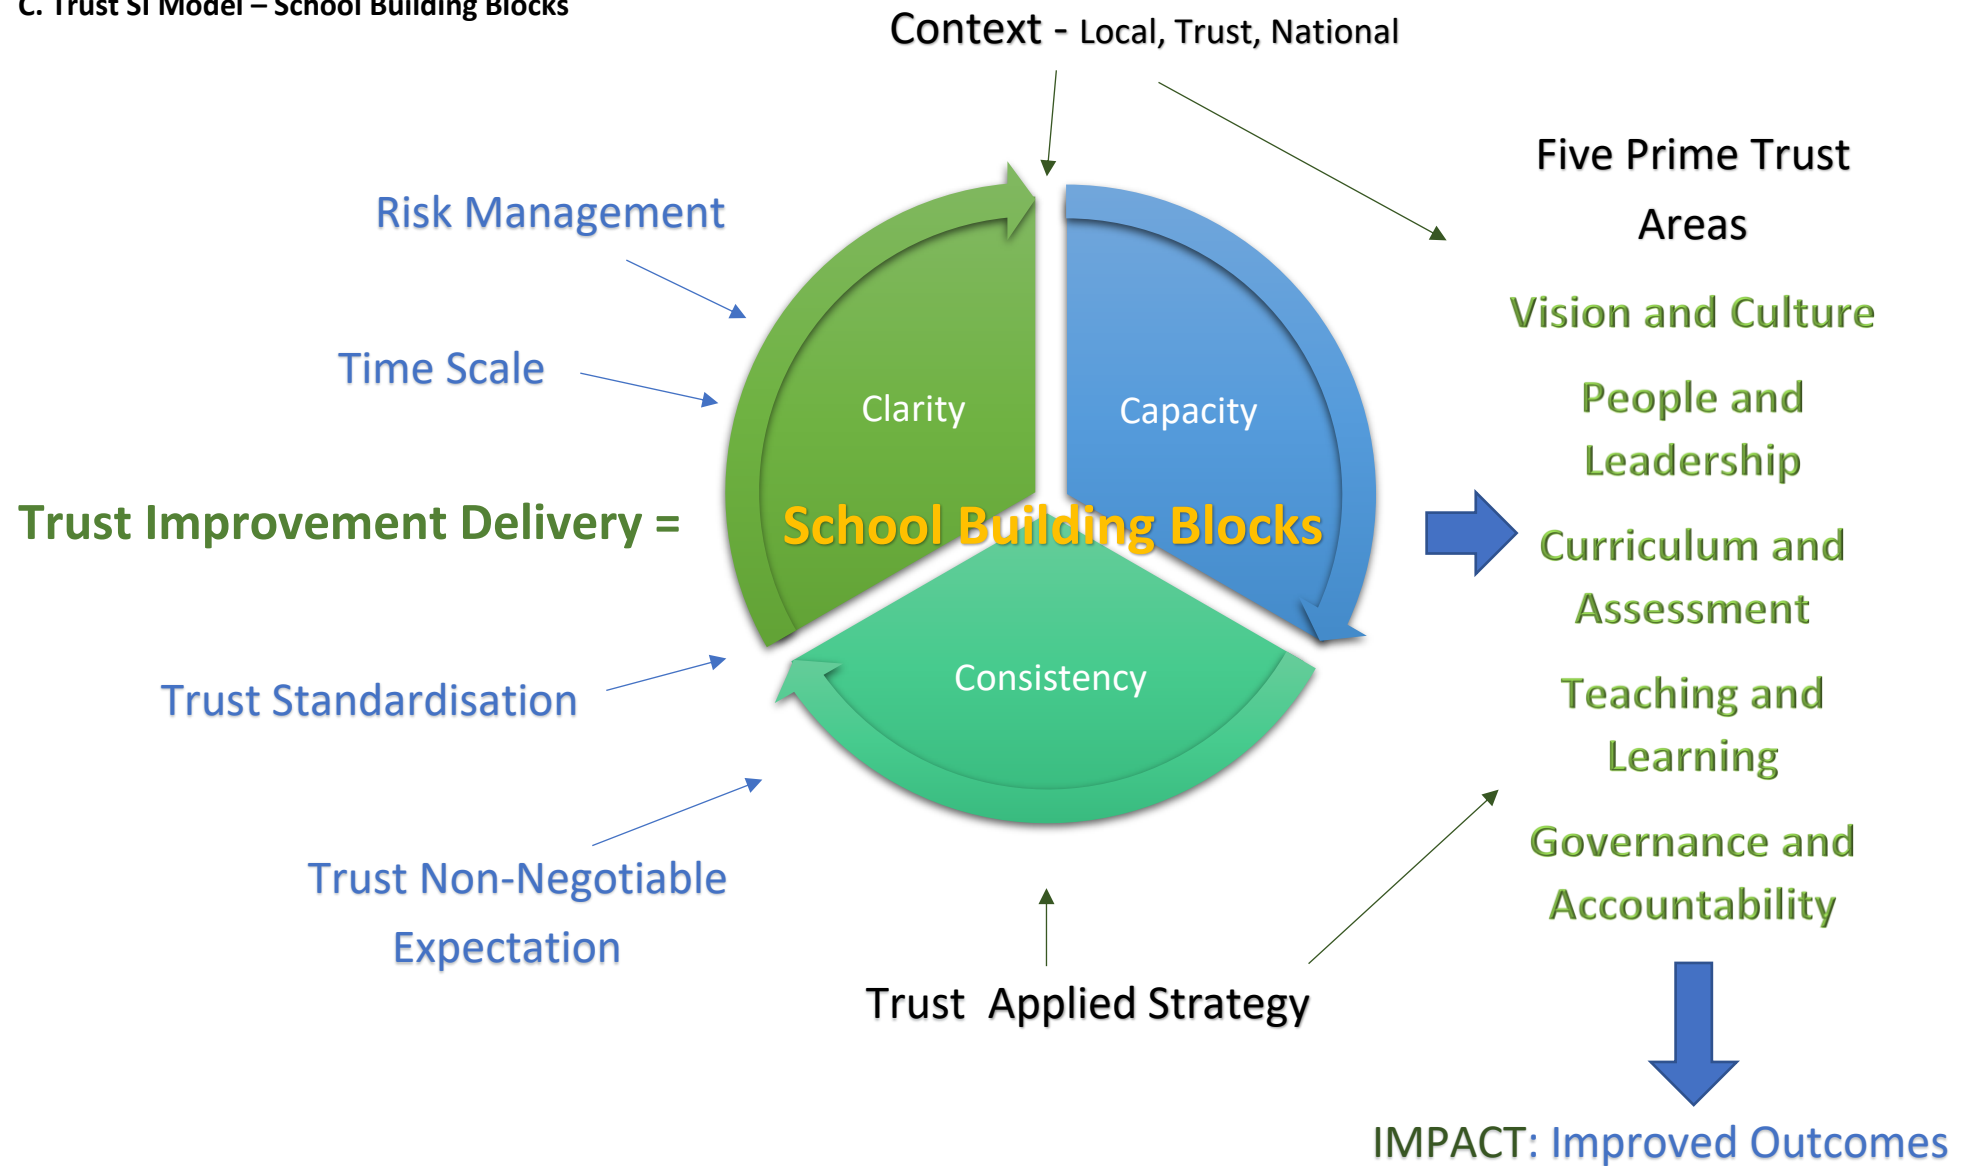 C. Trust SI Model – School Building Blocks
Context - Local, Trust, National
Five Prime Trust
Areas
Risk Management
Vision and Culture
Time Scale
People and
Leadership
Clarity
Capacity
Trust Improvement Delivery =
School Building Blocks
Curriculum and
Assessment
Consistency
Trust Standardisation
Teaching and
Learning
Trust Non-Negotiable
Expectation
Governance and
Accountability
Trust  Applied Strategy
IMPACT: Improved Outcomes